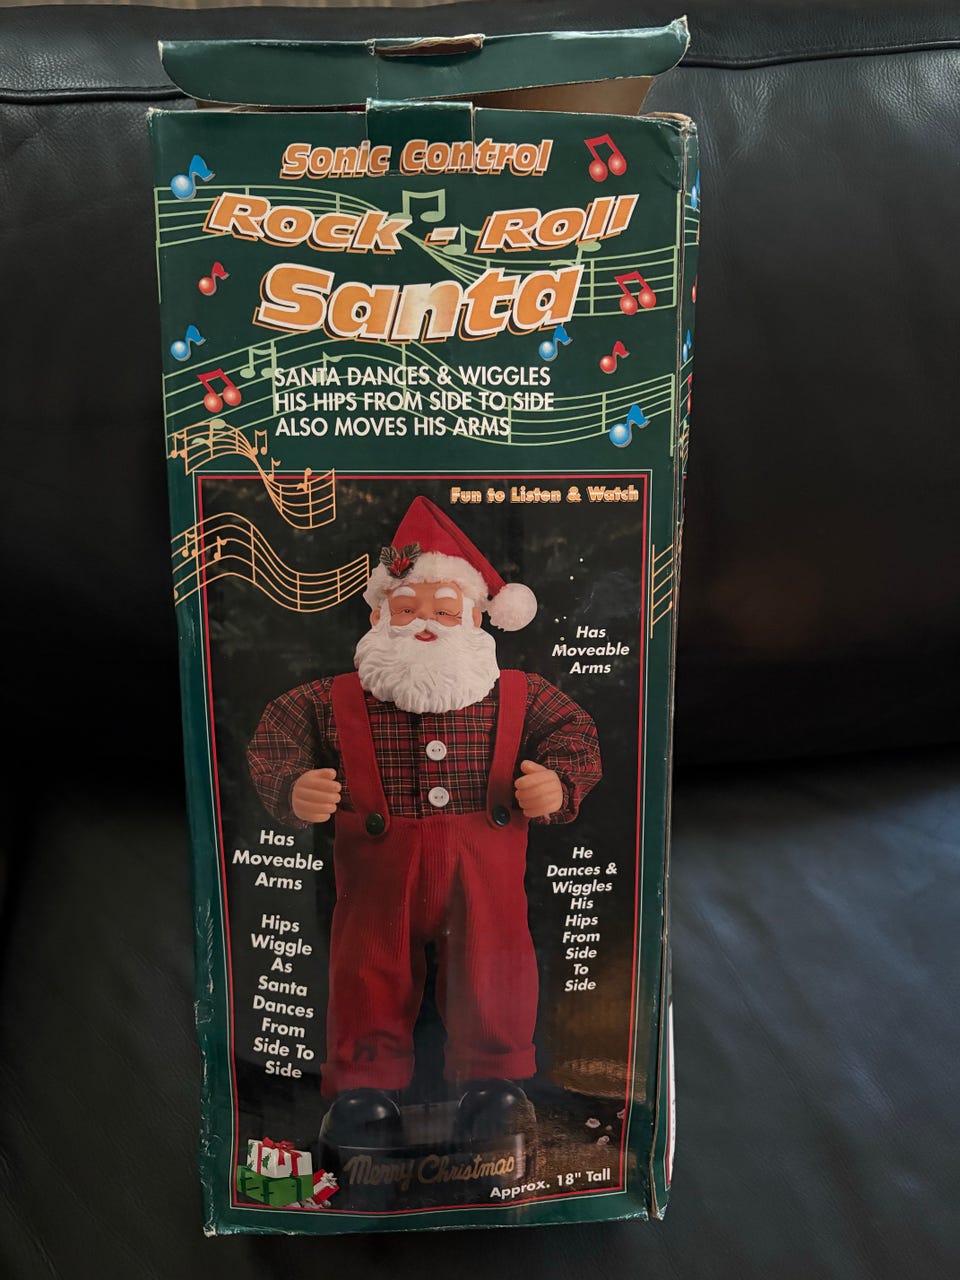 Sonic Control
Rock - Roll
Santa
SANTA DANCES & WIGGLES
HIS HIPS FROM SIDE TO SIDE
ALSO MOVES HIS ARMS
Fun to Listen & Watch
Has
Moveable
Arms
Has
Moveable
Arms
Hips
Wiggle
As
Santa
Dances
From
Side To
Side
He
Dances &
Wiggles
His
Hips
From
Side
To
Side
Merry Christmas
Approx. 18" Tall